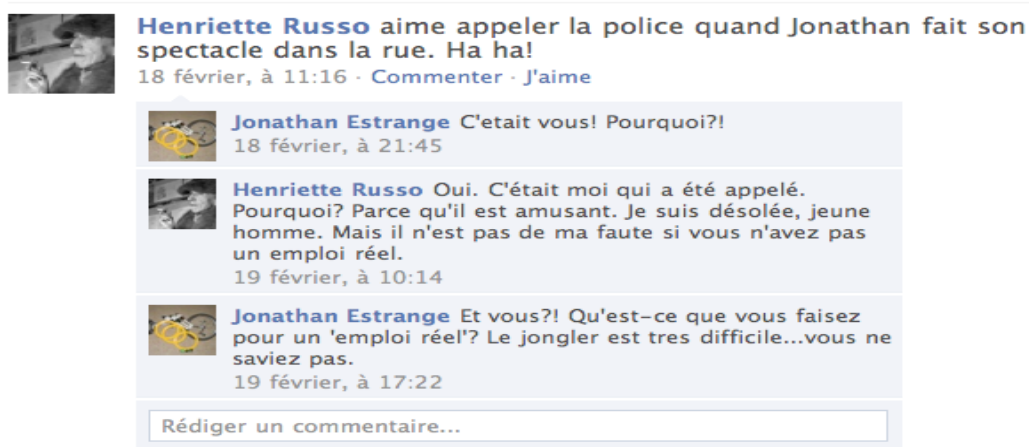 Henriette Russo aime appeler la police quand Jonathan fait son
spectacle dans la rue. Ha ha!
18 février, à 11:16 · Commenter · J'aime
Jonathan Estrange C'etait vous! Pourquoi?!
18 février, à 21:45
Henriette Russo Oui. C'était moi qui a été appelé.
Pourquoi? Parce qu'il est amusant. Je suis désolée, jeune
homme. Mais il n'est pas de ma faute si vous n'avez pas
un emploi réel.
19 février, à 10:14
Jonathan Estrange Et vous?! Qu'est-ce que vous faisez
pour un 'emploi réel'? Le jongler est tres difficile...vous ne
saviez pas.
19 février, à 17:22
Rédiger un commentaire...